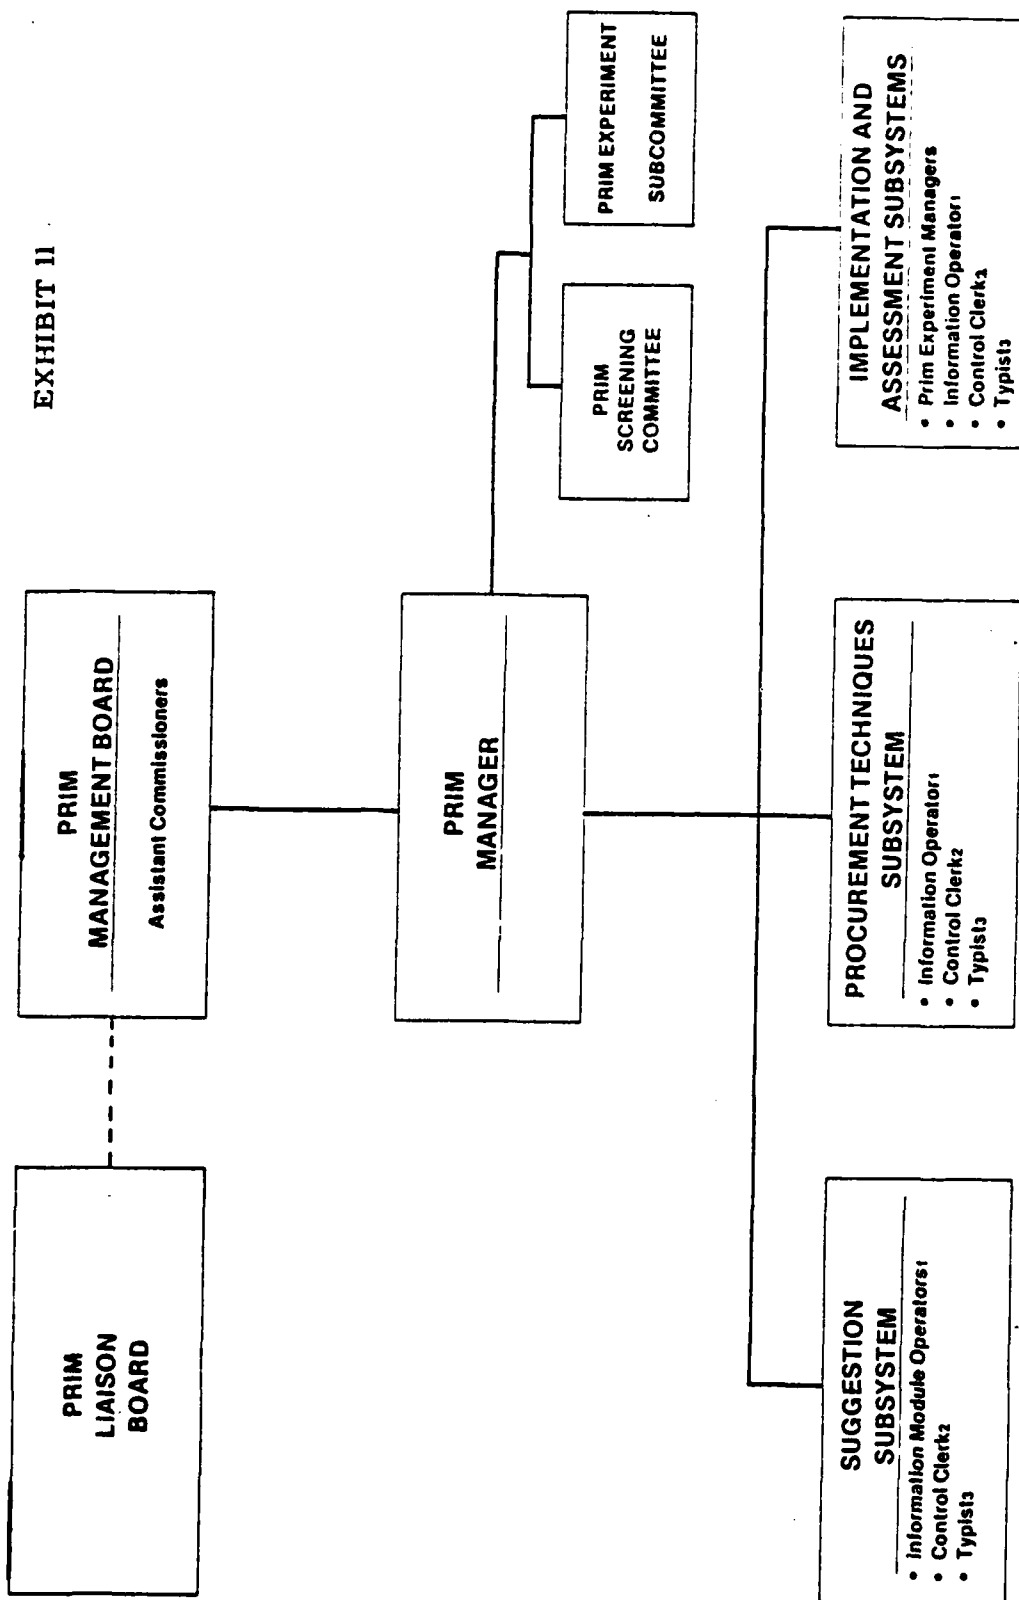 EXHIBIT 11
PRIM
LIAISON
BOARD
PRIM
MANAGEMENT BOARD
Assistant Commissioners
PRIM
MANAGER
PRIM
SCREENING
COMMITTEE
PRIM EXPERIMENT
SUBCOMMITTEE
SUGGESTION
SUBSYSTEM
• Information Module Operators1
• Control Clerk2
• Typist3
PROCUREMENT TECHNIQUES
SUBSYSTEM
• Information Operator1
• Control Clerk2
• Typist3
IMPLEMENTATION AND
ASSESSMENT SUBSYSTEMS
• Prim Experiment Managers
• Information Operator1
• Control Clerk2
• Typist3